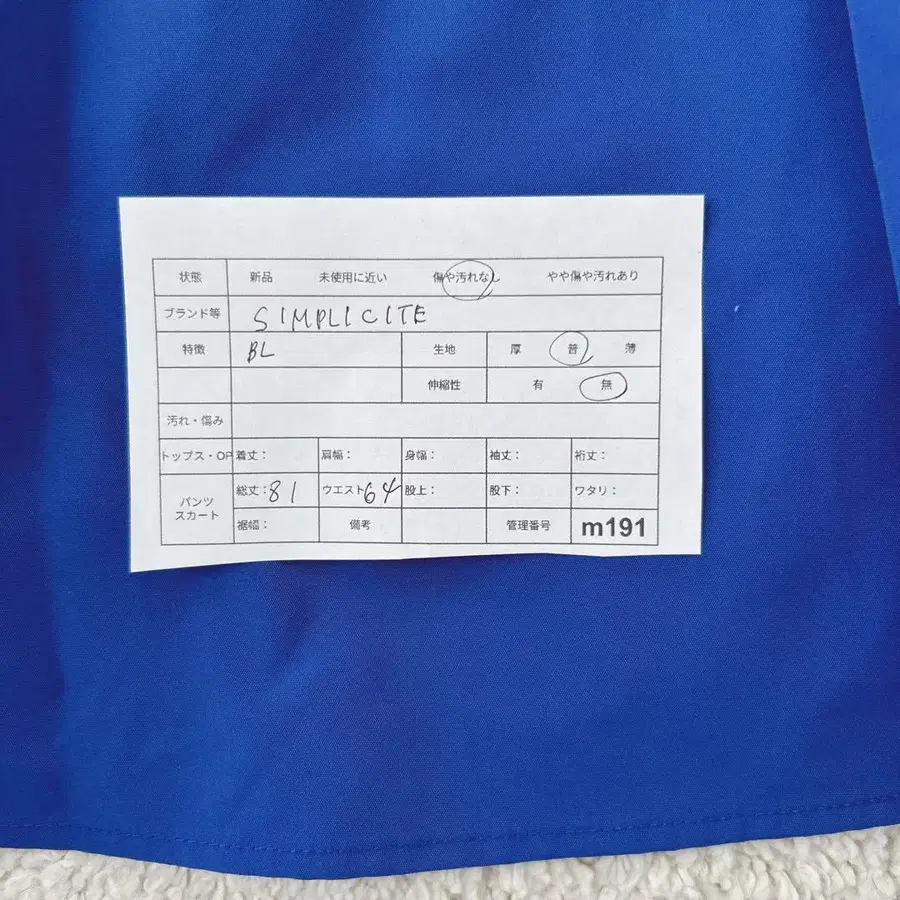 状態 新品 未使用に近い 傷や汚れなし やや傷や汚れあり
ブランド等 SIMPLICITE
特徴 BL 生地 厚 普 薄
伸縮性 有 無
汚れ・傷み
トップス・OP 着丈: 肩幅: 身幅: 袖丈: 裄丈:
パンツ スカート 総丈:81 ウエスト64 股上: 股下: ワタリ:
裾幅: 備考 管理番号 m191